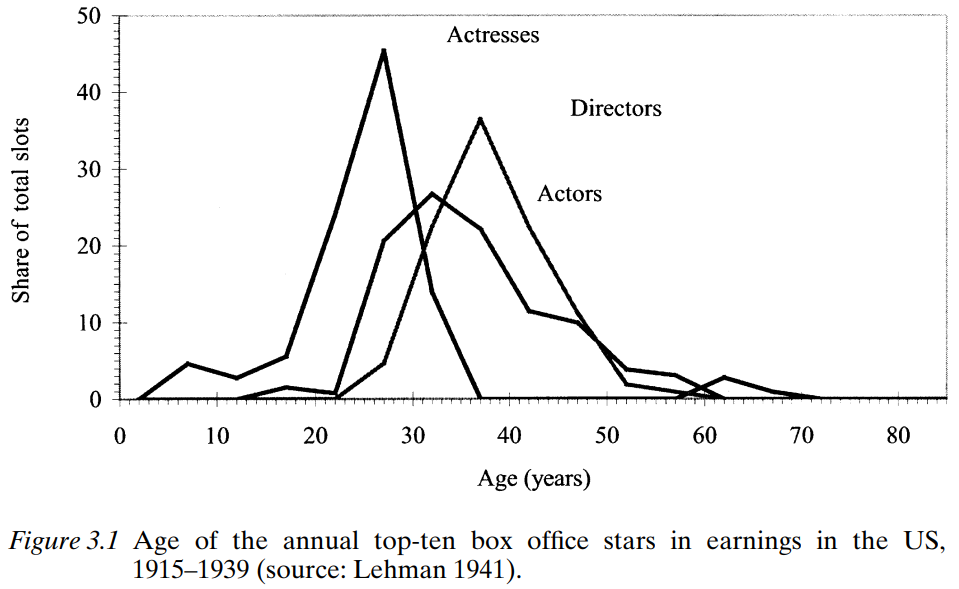 50
40
30
20
10
0
Share of total slots
Actresses
Directors
Actors
0 10 20 30 40 50 60 70 80
Age (years)
Figure 3.1 Age of the annual top-ten box office stars in earnings in the US,
1915–1939 (source: Lehman 1941).